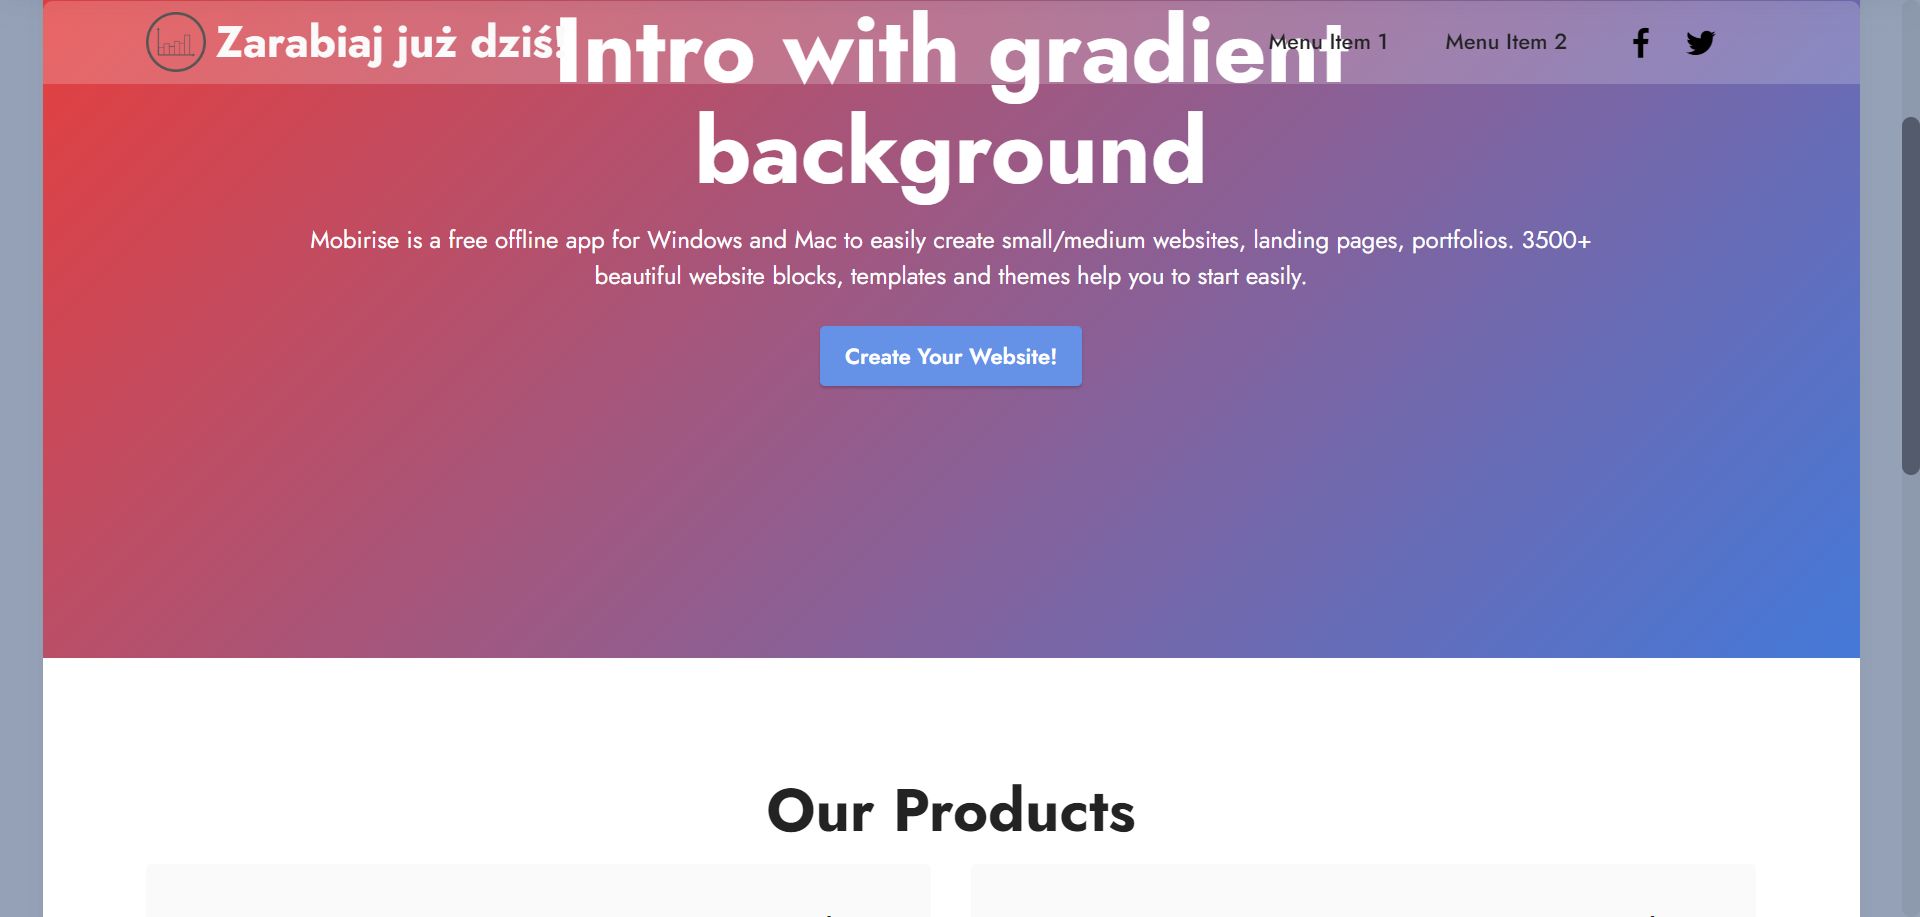 Zarabiaj już dziś!
Menu Item 1
Menu Item 2
Intro with gradient
background
Mobirise is a free offline app for Windows and Mac to easily create small/medium websites, landing pages, portfolios. 3500+
beautiful website blocks, templates and themes help you to start easily.
Create Your Website!
Our Products